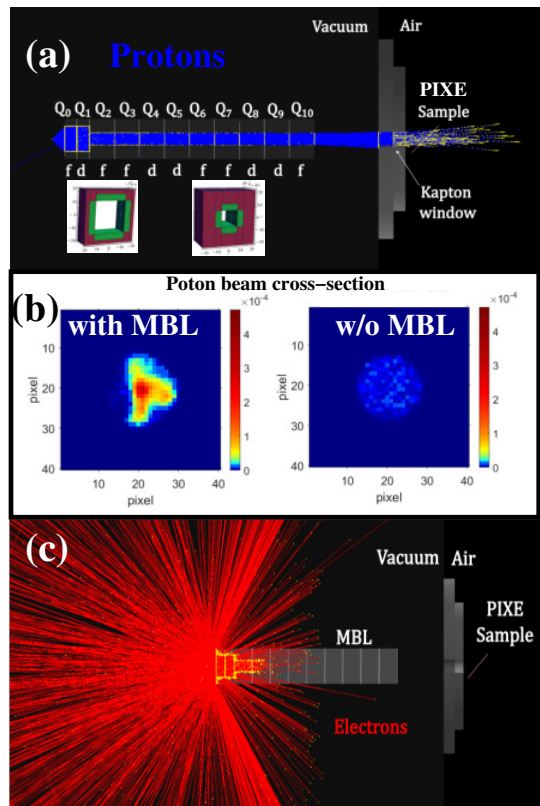 Vacuum Air
(a) Protons
PIXE
Sample
Q0 Q1 Q2 Q3 Q4 Q5 Q6 Q7 Q8 Q9 Q10
f d f f d d f f d d f
Kapton
window
Poton beam cross-section
(b) with MBL w/o MBL
×10-4 ×10-4
pixel
10
20
30
40
10 20 30 40
pixel
4
3
2
1
0
pixel
10
20
30
40
10 20 30 40
pixel
4
3
2
1
0
(c)
Vacuum Air
PIXE
Sample
MBL
Electrons